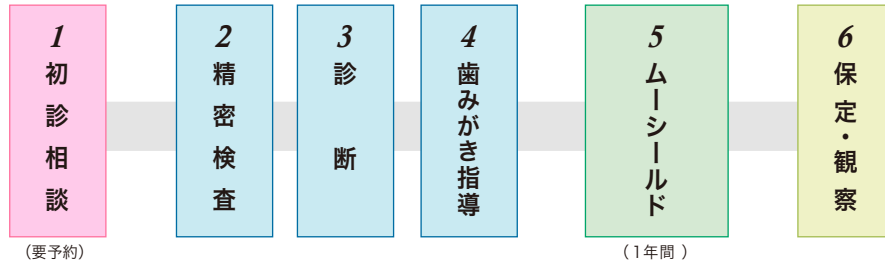 1
初診相談
(要予約)
2
精密検査
3
診断
4
歯みがき指導
5
ムーシールド
(1年間 )
6
保定・観察